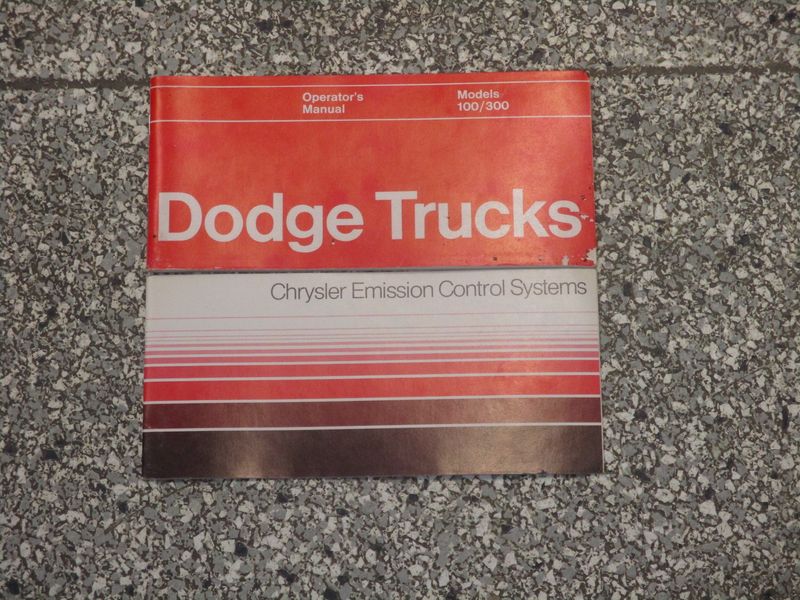 Operator's
Manual
Models
100/300
Dodge Trucks
Chrysler Emission Control Systems